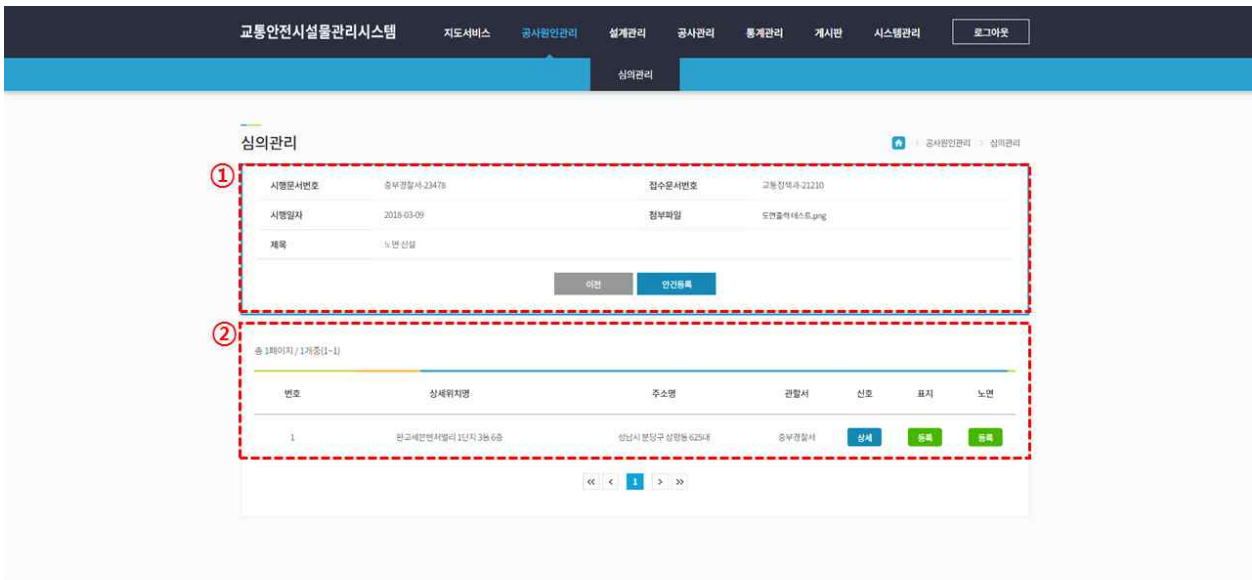 교통안전시설물관리시스템 지도서비스 공사원인관리 설계관리 공사관리 통계관리 게시판 시스템관리 로그아웃
심의관리
심의관리 > 공사원인관리 > 심의관리
①
시행문서번호 중부경찰서-23478 접수문서번호 교통정책과-21210
시행일자 2018-03-09 첨부파일 도면출력 테스트.png
제목 노면 신설
이전 안건등록
②
총 1페이지 / 1개중(1~1)
번호 상세위치명 주소명 관할서 신호 표지 노면
1 판교세븐벤처밸리 1단지 3동 6층 성남시 분당구 삼평동 625대 중부경찰서 상세 등록 등록
« < 1 > »